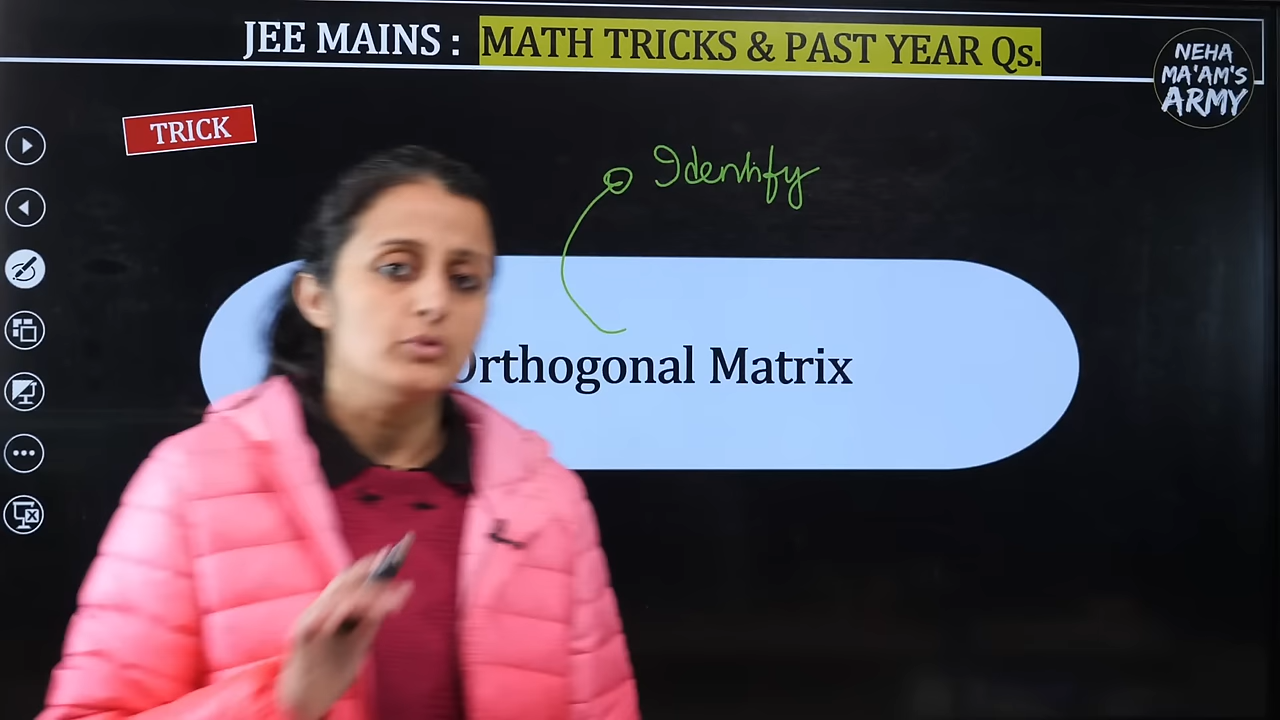 JEE MAINS : MATH TRICKS & PAST YEAR Qs.
NEHA
MA'AM'S
ARMY
TRICK
Identify
Orthogonal Matrix